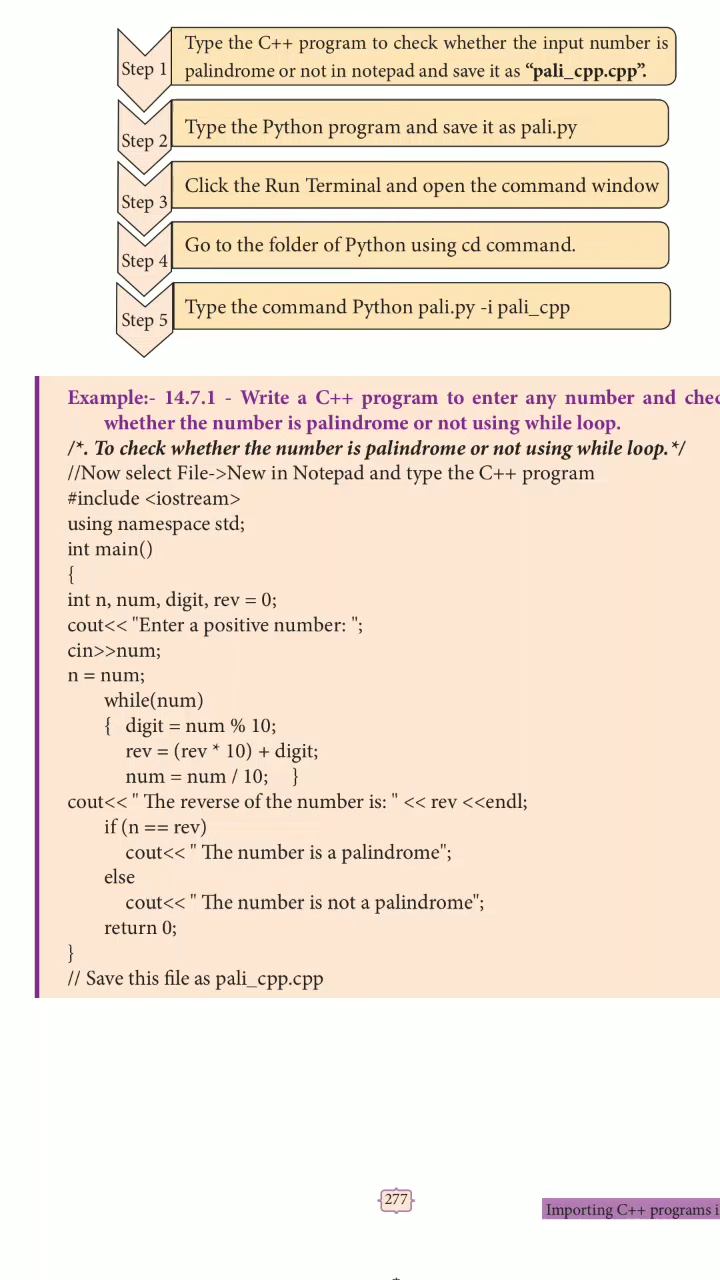 Step 1
Type the C++ program to check whether the input number is
palindrome or not in notepad and save it as “pali_cpp.cpp”.
Step 2
Type the Python program and save it as pali.py
Step 3
Click the Run Terminal and open the command window
Step 4
Go to the folder of Python using cd command.
Step 5
Type the command Python pali.py -i pali_cpp
Example:- 14.7.1 - Write a C++ program to enter any number and chec
whether the number is palindrome or not using while loop.
/*. To check whether the number is palindrome or not using while loop.*/
//Now select File->New in Notepad and type the C++ program
#include <iostream>
using namespace std;
int main()
{
int n, num, digit, rev = 0;
cout<< "Enter a positive number: ";
cin>>num;
n = num;
while(num)
{ digit = num % 10;
rev = (rev * 10) + digit;
num = num / 10; }
cout<< " The reverse of the number is: " << rev <<endl;
if (n == rev)
cout<< " The number is a palindrome";
else
cout<< " The number is not a palindrome";
return 0;
}
// Save this file as pali_cpp.cpp
277
Importing C++ programs i